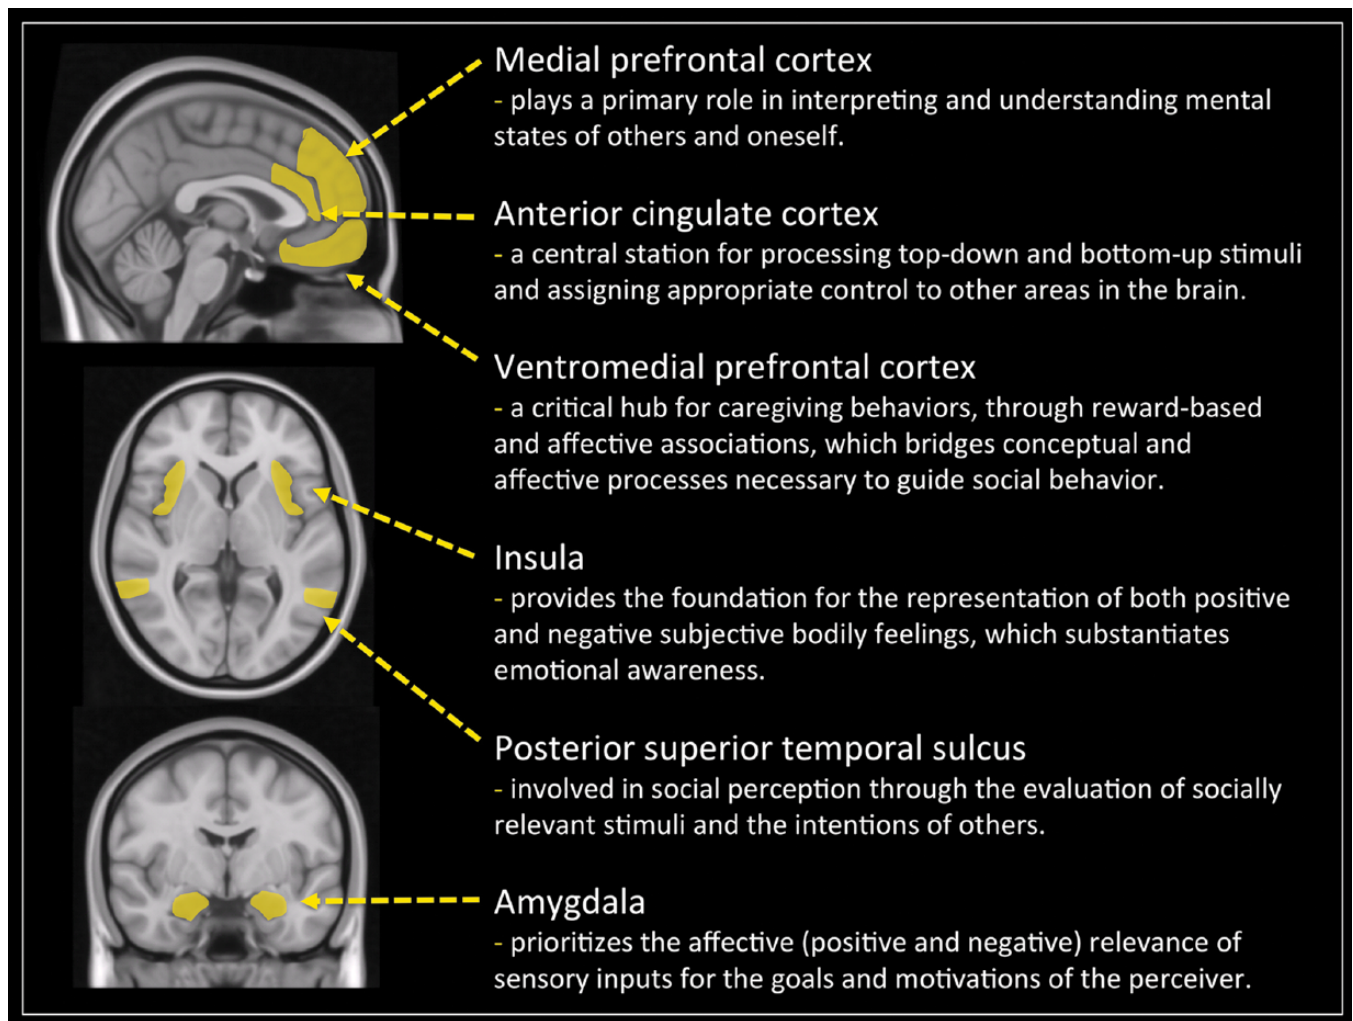 Medial prefrontal cortex
- plays a primary role in interpreting and understanding mental
states of others and oneself.
Anterior cingulate cortex
- a central station for processing top-down and bottom-up stimuli
and assigning appropriate control to other areas in the brain.
Ventromedial prefrontal cortex
- a critical hub for caregiving behaviors, through reward-based
and affective associations, which bridges conceptual and
affective processes necessary to guide social behavior.
Insula
- provides the foundation for the representation of both positive
and negative subjective bodily feelings, which substantiates
emotional awareness.
Posterior superior temporal sulcus
- involved in social perception through the evaluation of socially
relevant stimuli and the intentions of others.
Amygdala
- prioritizes the affective (positive and negative) relevance of
sensory inputs for the goals and motivations of the perceiver.